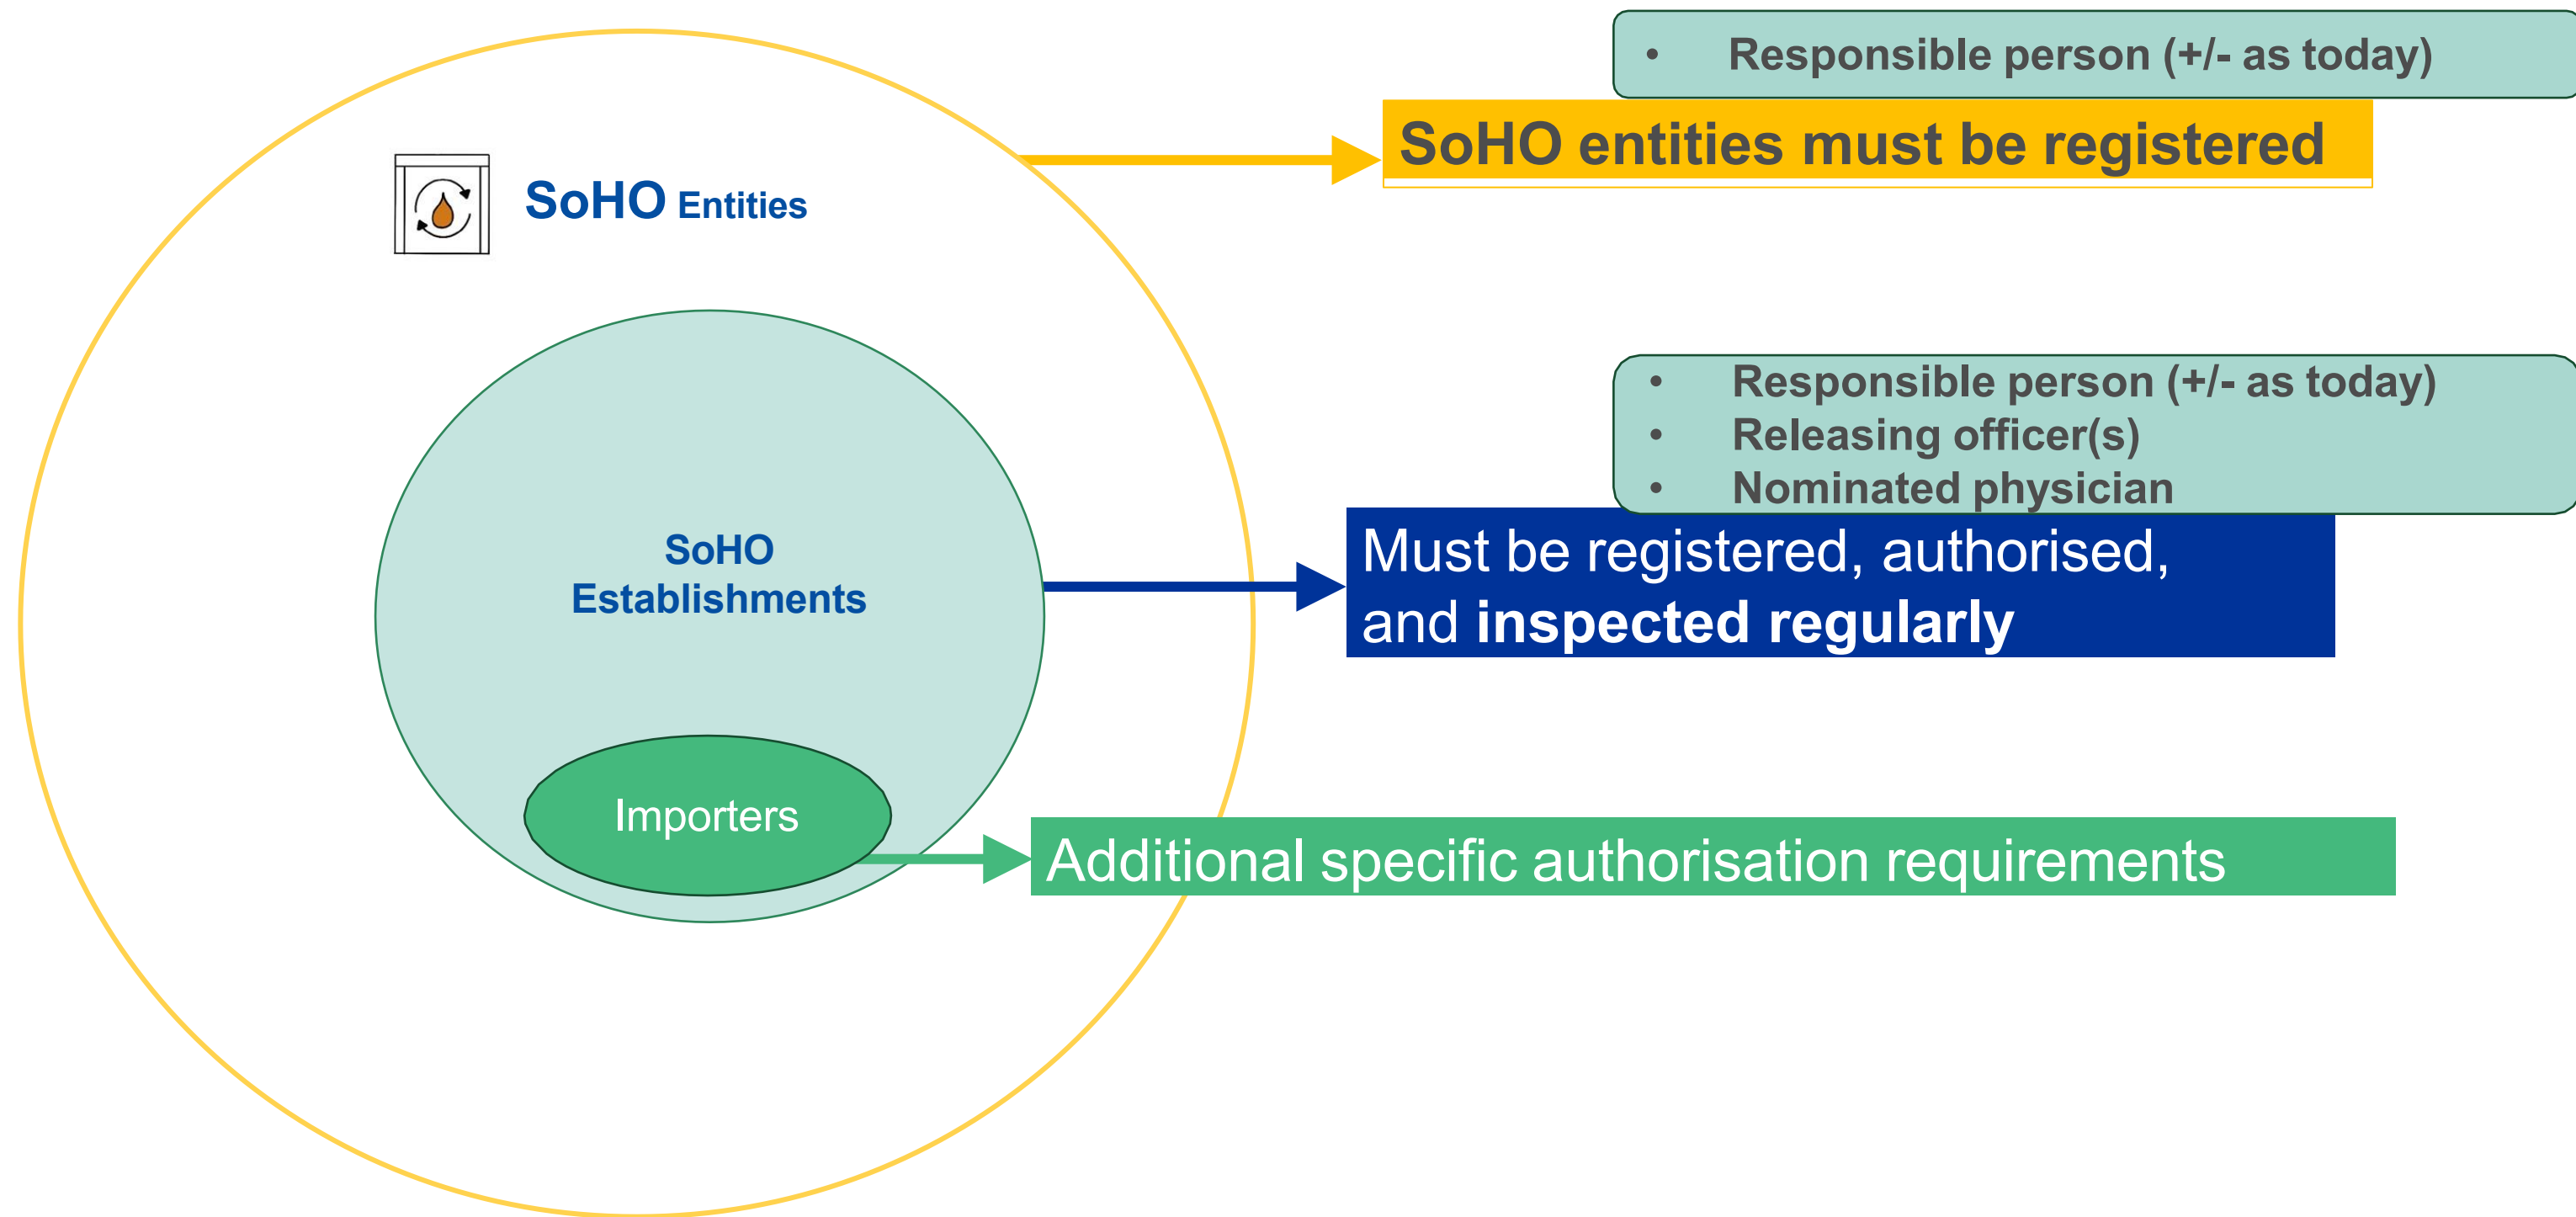 • Responsible person (+/- as today)
SoHO entities must be registered
SoHO Entities
• Responsible person (+/- as today)
• Releasing officer(s)
• Nominated physician
SoHO
Establishments
Must be registered, authorised,
and inspected regularly
Importers
Additional specific authorisation requirements